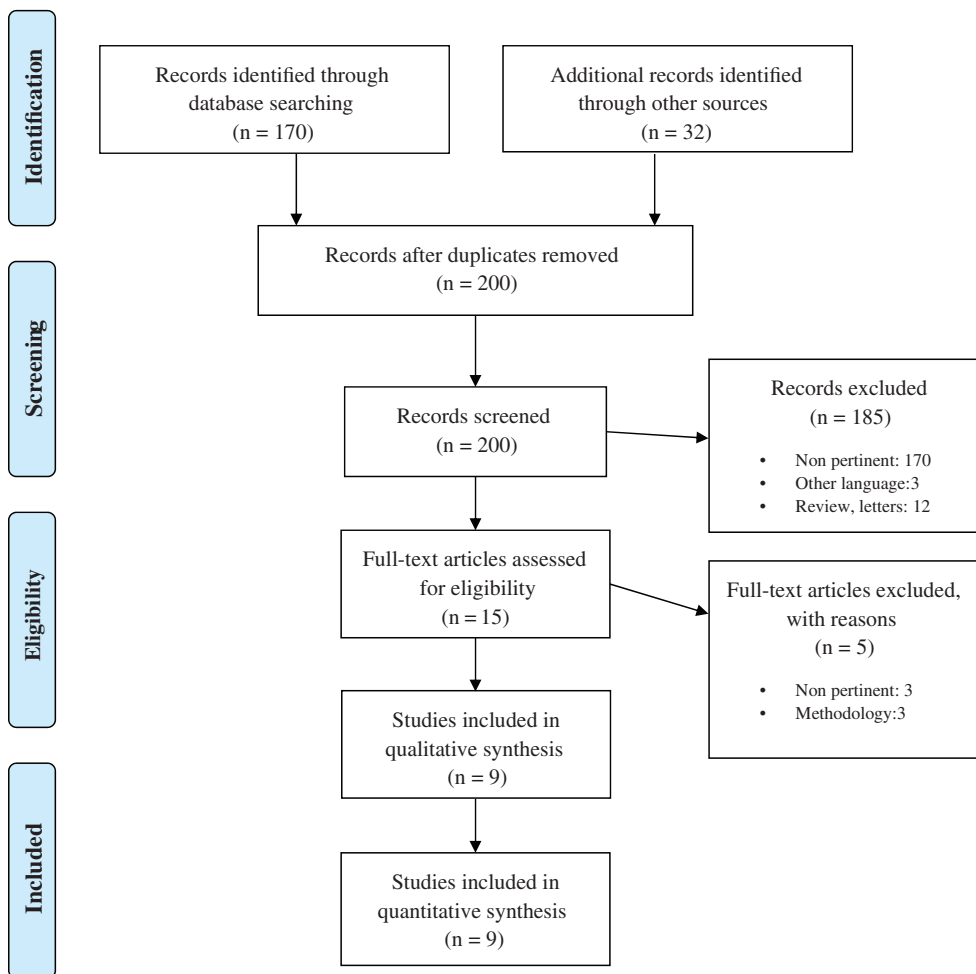 Identification
Records identified through
database searching
(n = 170)
Additional records identified
through other sources
(n = 32)
Records after duplicates removed
(n = 200)
Screening
Records screened
(n = 200)
Records excluded
(n = 185)
• Non pertinent: 170
• Other language:3
• Review, letters: 12
Eligibility
Full-text articles assessed
for eligibility
(n = 15)
Full-text articles excluded,
with reasons
(n = 5)
• Non pertinent: 3
• Methodology:3
Studies included in
qualitative synthesis
(n = 9)
Included
Studies included in
quantitative synthesis
(n = 9)